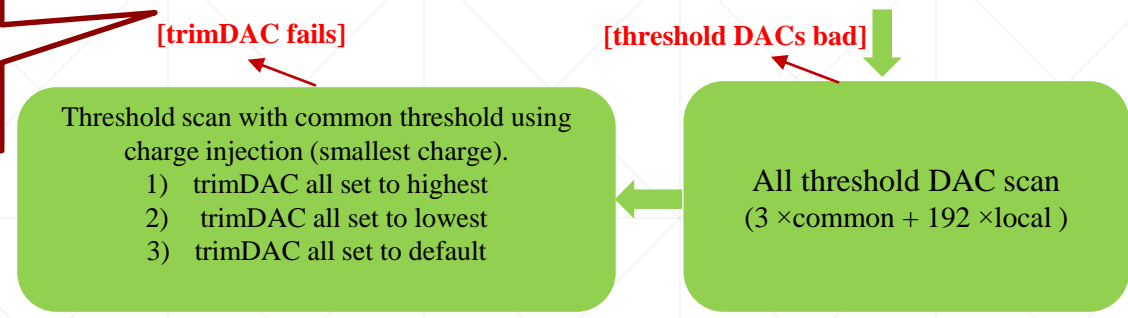 [trimDAC fails]
[threshold DACs bad]
Threshold scan with common threshold using
charge injection (smallest charge).
1) trimDAC all set to highest
2) trimDAC all set to lowest
3) trimDAC all set to default
All threshold DAC scan
(3 ×common + 192 ×local )